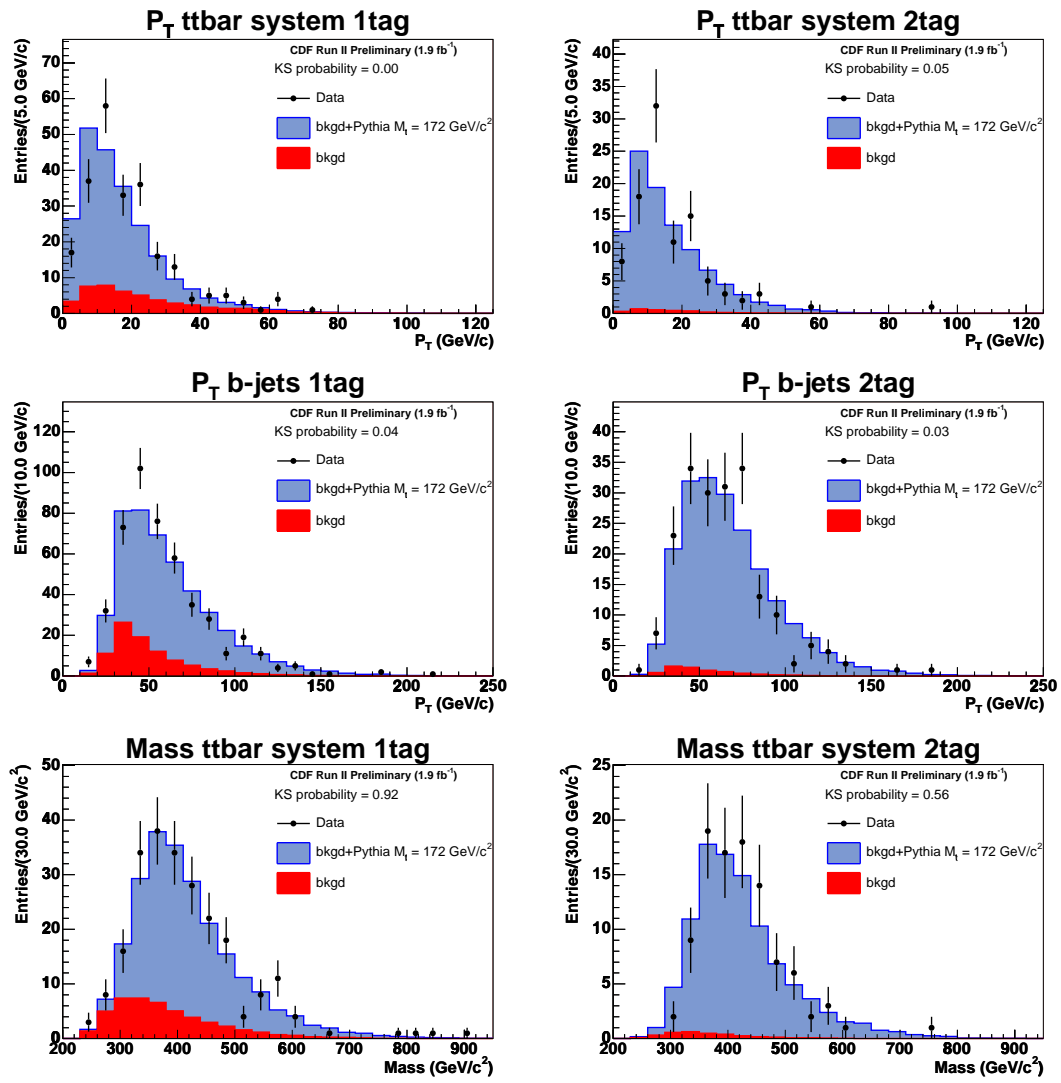 P_T ttbar system 1tag
CDF Run II Preliminary (1.9 fb⁻¹)
KS probability = 0.00
Data
bkgd+Pythia M_t = 172 GeV/c²
bkgd
Entries/(5.0 GeV/c)
70
60
50
40
30
20
10
0
0 20 40 60 80 100 120
P_T (GeV/c)
P_T ttbar system 2tag
CDF Run II Preliminary (1.9 fb⁻¹)
KS probability = 0.05
Data
bkgd+Pythia M_t = 172 GeV/c²
bkgd
Entries/(5.0 GeV/c)
40
35
30
25
20
15
10
5
0
0 20 40 60 80 100 120
P_T (GeV/c)
P_T b-jets 1tag
CDF Run II Preliminary (1.9 fb⁻¹)
KS probability = 0.04
Data
bkgd+Pythia M_t = 172 GeV/c²
bkgd
Entries/(10.0 GeV/c)
120
100
80
60
40
20
0
0 50 100 150 200 250
P_T (GeV/c)
P_T b-jets 2tag
CDF Run II Preliminary (1.9 fb⁻¹)
KS probability = 0.03
Data
bkgd+Pythia M_t = 172 GeV/c²
bkgd
Entries/(10.0 GeV/c)
40
35
30
25
20
15
10
5
0
0 50 100 150 200 250
P_T (GeV/c)
Mass ttbar system 1tag
CDF Run II Preliminary (1.9 fb⁻¹)
KS probability = 0.92
Data
bkgd+Pythia M_t = 172 GeV/c²
bkgd
Entries/(30.0 GeV/c²)
50
40
30
20
10
0
200 300 400 500 600 700 800 900
Mass (GeV/c²)
Mass ttbar system 2tag
CDF Run II Preliminary (1.9 fb⁻¹)
KS probability = 0.56
Data
bkgd+Pythia M_t = 172 GeV/c²
bkgd
Entries/(30.0 GeV/c²)
25
20
15
10
5
0
200 300 400 500 600 700 800 900
Mass (GeV/c²)